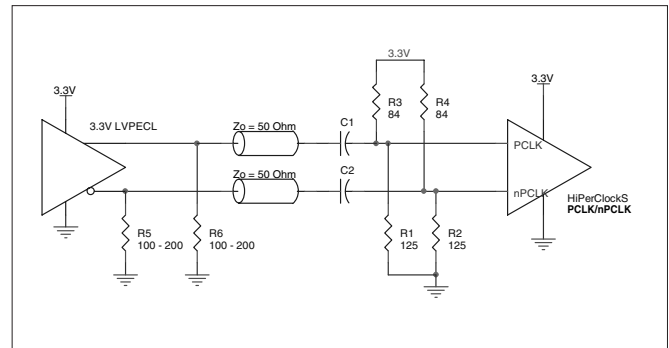 3.3V
3.3V
3.3V
R3
84
R4
84
3.3V LVPECL
Zo = 50 Ohm
C1
PCLK
Zo = 50 Ohm
C2
nPCLK
HiPerClockS
PCLK/nPCLK
R5
100 - 200
R6
100 - 200
R1
125
R2
125